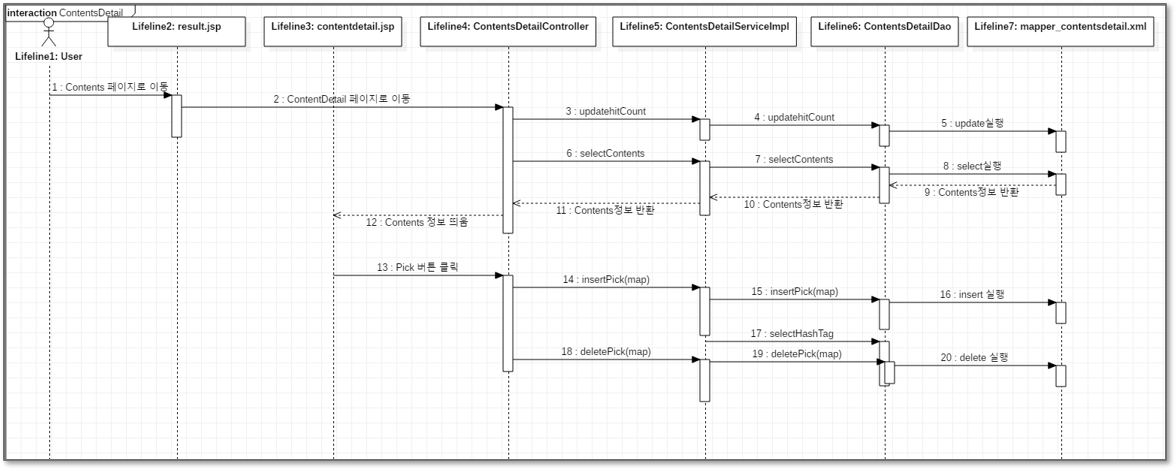 interaction ContentsDetail
Lifeline1: User
Lifeline2: result.jsp
Lifeline3: contentdetail.jsp
Lifeline4: ContentsDetailController
Lifeline5: ContentsDetailServiceImpl
Lifeline6: ContentsDetailDao
Lifeline7: mapper_contentsdetail.xml
1 : Contents 페이지로 이동
2 : ContentDetail 페이지로 이동
3 : updatehitCount
4 : updatehitCount
5 : update실행
6 : selectContents
7 : selectContents
8 : select실행
9 : Contents정보 반환
10 : Contents정보 반환
11 : Contents정보 반환
12 : Contents 정보 띄움
13 : Pick 버튼 클릭
14 : insertPick(map)
15 : insertPick(map)
16 : insert 실행
17 : selectHashTag
18 : deletePick(map)
19 : deletePick(map)
20 : delete 실행